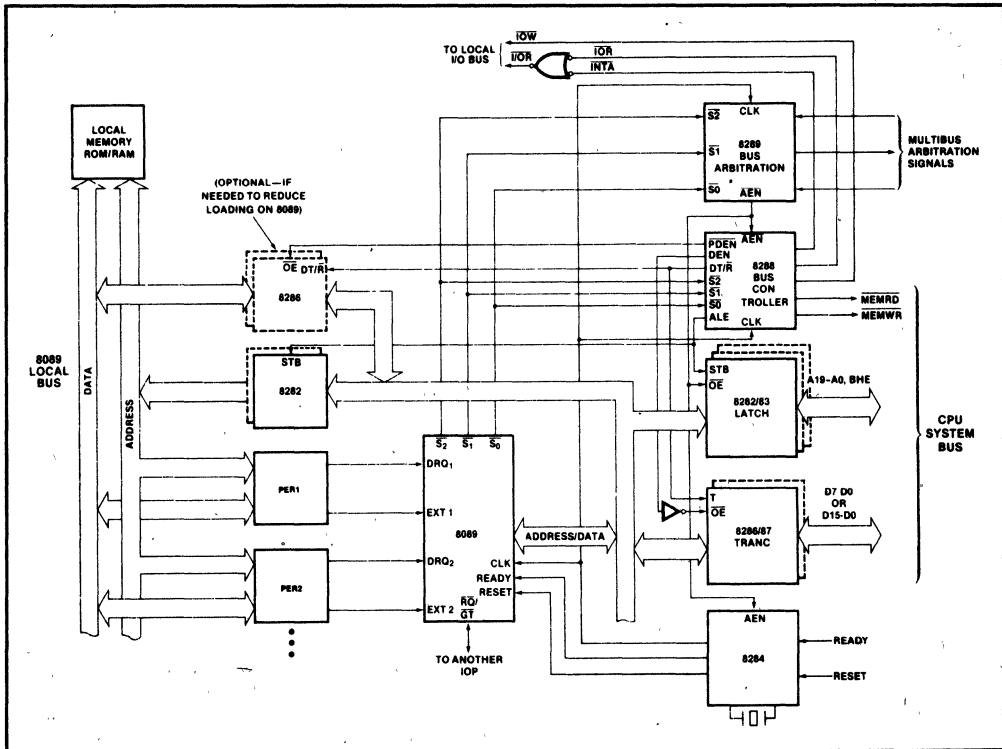 TO LOCAL
I/O BUS
IOW
I/OR
IOR
INTA
LOCAL
MEMORY
ROM/RAM
(OPTIONAL—IF
NEEDED TO REDUCE
LOADING ON 8089)
S2
CLK
S1
8289
BUS
ARBITRATION
S0
AEN
MULTIBUS
ARBITRATION
SIGNALS
OE
DT/R
8286
PDEN
AEN
DEN
DT/R
8288
S2
BUS
S1
CON
S0
TROLLER
ALE
CLK
MEMRD
MEMWR
8089
LOCAL
BUS
DATA
ADDRESS
STB
8282
STB
OE
8282/83
LATCH
A19-A0, BHE
CPU
SYSTEM
BUS
S2
S1
S0
PER1
DRQ1
EXT 1
8089
ADDRESS/DATA
T
OE
8286/87
TRANC
D7 D0
OR
D15-D0
PER2
DRQ2
EXT 2
CLK
READY
RESET
RQ/
GT
TO ANOTHER
IOP
AEN
8284
READY
RESET